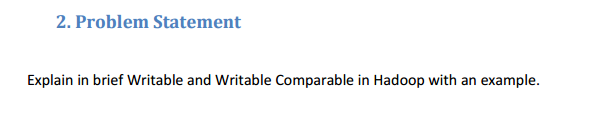 2. Problem Statement
Explain in brief Writable and Writable Comparable in Hadoop with an example.